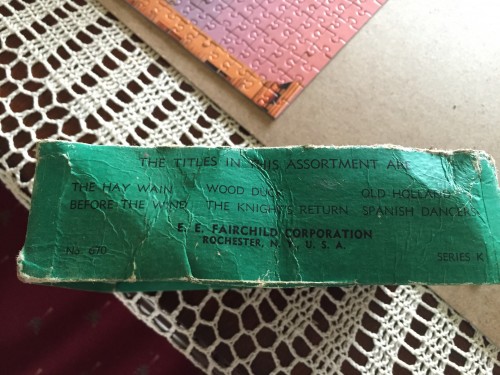 THE TITLES IN THIS ASSORTMENT ARE
THE HAY WAIN WOOD DUCK OLD HOLLAND
BEFORE THE WIND THE KNIGHT'S RETURN SPANISH DANCERS
E. E. FAIRCHILD CORPORATION
ROCHESTER, N. Y., U. S. A.
No. 670 SERIES K